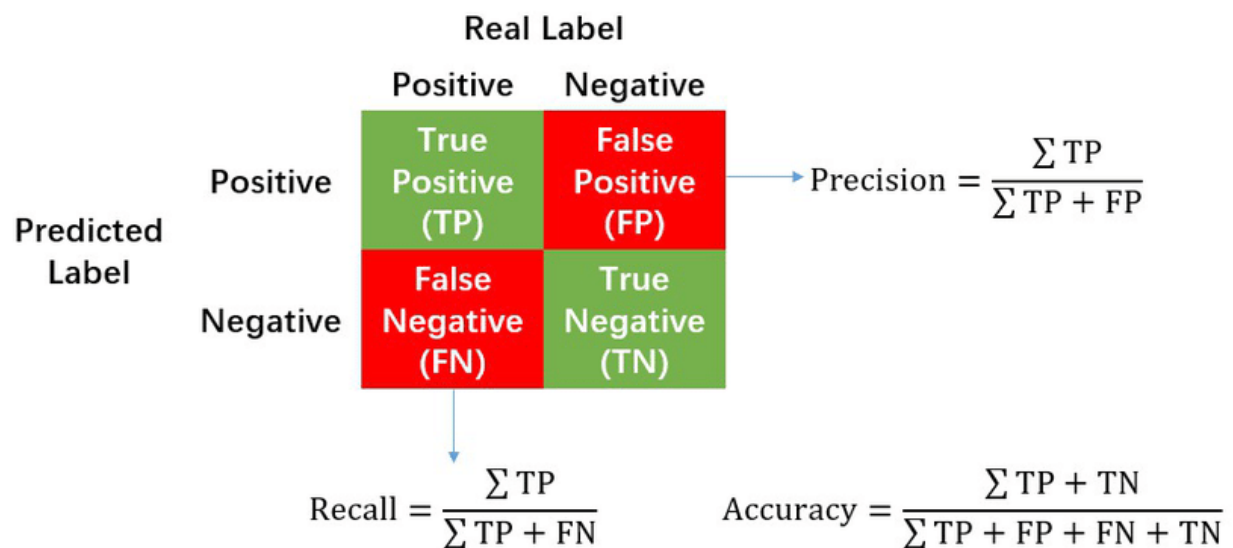 Real Label
Positive Negative
True
Positive
(TP)
False
Positive
(FP)
Positive
Precision = ∑ TP / ∑ TP + FP
Predicted
Label
Negative
False
Negative
(FN)
True
Negative
(TN)
Recall = ∑ TP / ∑ TP + FN
Accuracy = ∑ TP + TN / ∑ TP + FP + FN + TN